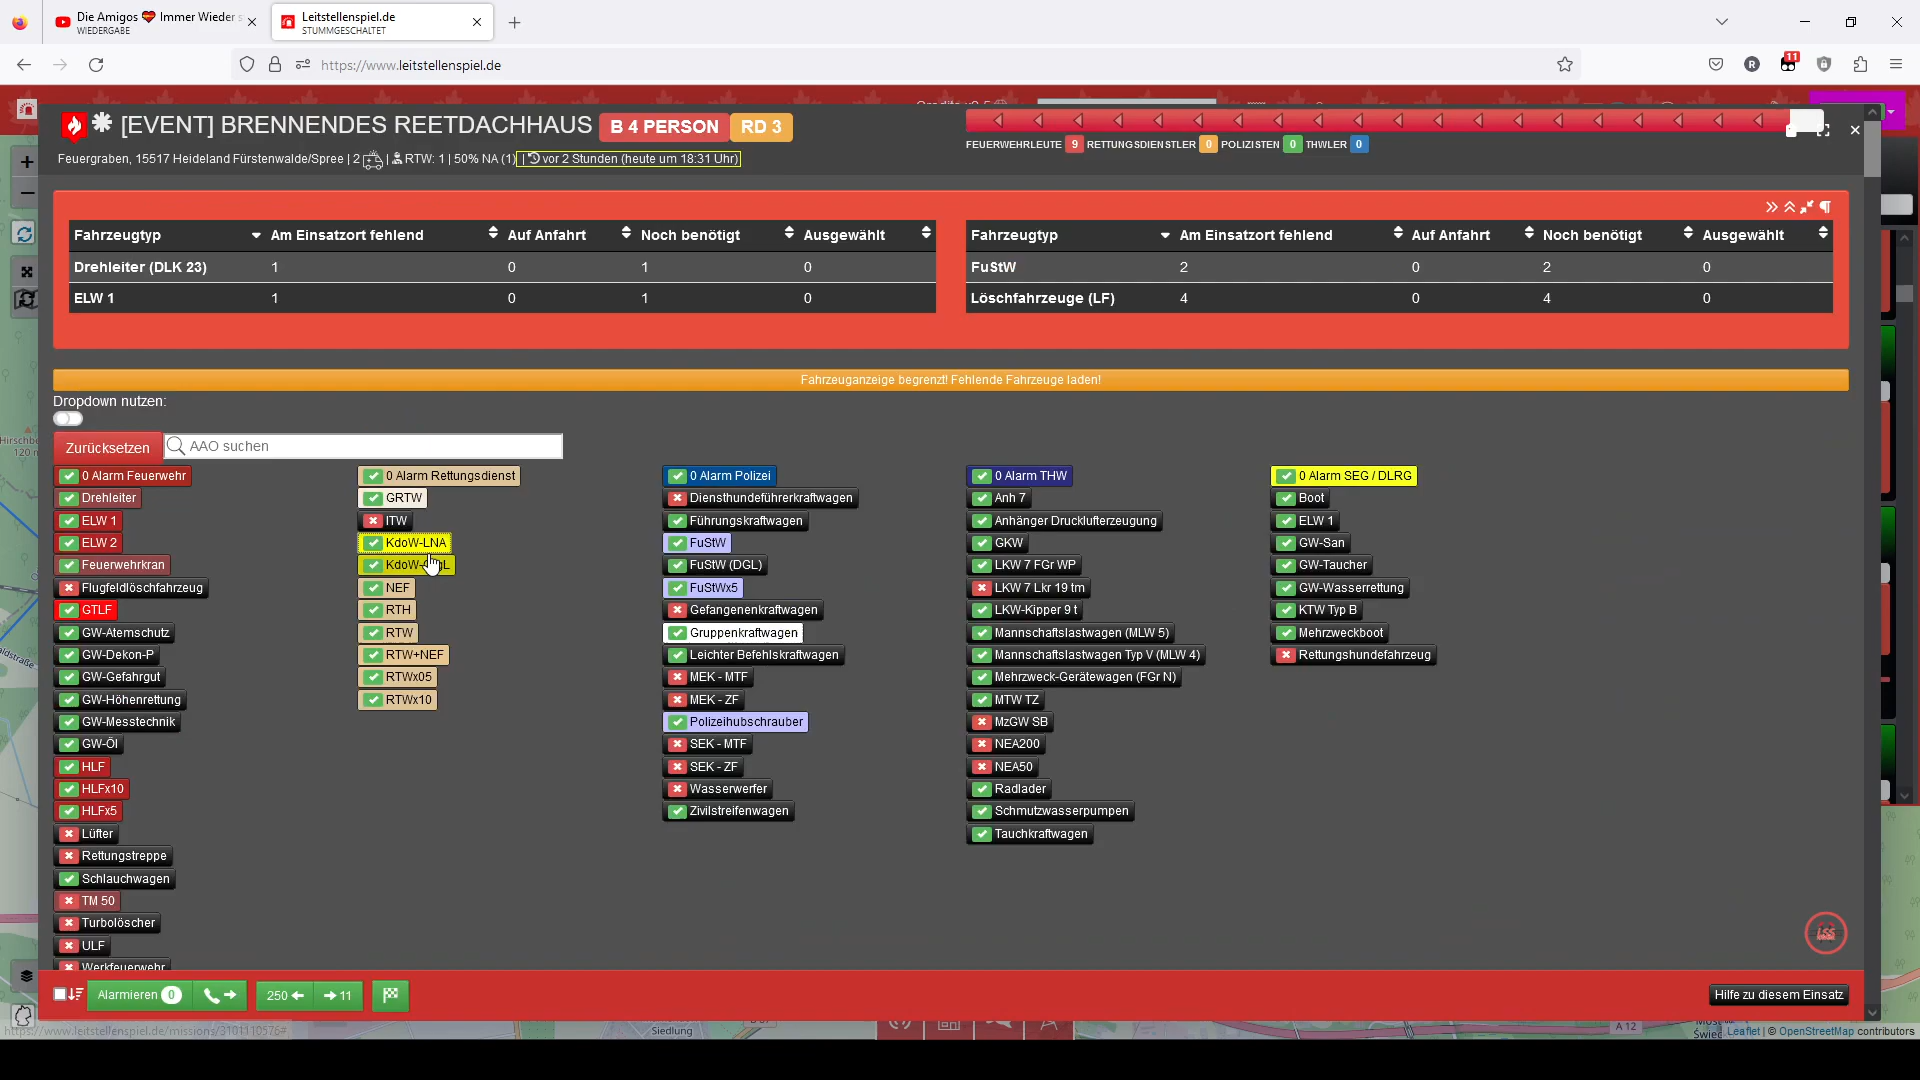 Die Amigos ❤ Immer Wieder s
WIEDERGABE
Leitstellenspiel.de
STUMMGESCHALTET
https://www.leitstellenspiel.de
R
11
[EVENT] BRENNENDES REETDACHHAUS B 4 PERSON RD 3
FEUERWEHRLEUTE 9 RETTUNGSDIENSTLER 0 POLIZISTEN 0 THWLER 0
Feuergraben, 15517 Heideland Fürstenwalde/Spree | 2 | RTW: 1 | 50% NA (1) | vor 2 Stunden (heute um 18:31 Uhr)
Fahrzeugtyp Am Einsatzort fehlend Auf Anfahrt Noch benötigt Ausgewählt
Drehleiter (DLK 23) 1 0 1 0
ELW 1 1 0 1 0
Fahrzeugtyp Am Einsatzort fehlend Auf Anfahrt Noch benötigt Ausgewählt
FuStW 2 0 2 0
Löschfahrzeuge (LF) 4 0 4 0
Fahrzeuganzeige begrenzt! Fehlende Fahrzeuge laden!
Dropdown nutzen:
Zurücksetzen AAO suchen
0 Alarm Feuerwehr
Drehleiter
ELW 1
ELW 2
Feuerwehrkran
Flugfeldlöschfahrzeug
GTLF
GW-Atemschutz
GW-Dekon-P
GW-Gefahrgut
GW-Höhenrettung
GW-Messtechnik
GW-Öl
HLF
HLFx10
HLFx5
Lüfter
Rettungstreppe
Schlauchwagen
TM 50
Turbolöscher
ULF
Werkfeuerwehr
0 Alarm Rettungsdienst
GRTW
ITW
KdoW-LNA
NEF
RTH
RTW
RTW+NEF
RTWx05
RTWx10
0 Alarm Polizei
Diensthundeführerkraftwagen
Führungskraftwagen
FuStW
FuStW (DGL)
FuStWx5
Gefangenenkraftwagen
Gruppenkraftwagen
Leichter Befehlskraftwagen
MEK - MTF
MEK - ZF
Polizeihubschrauber
SEK - MTF
SEK - ZF
Wasserwerfer
Zivilstreifenwagen
0 Alarm THW
Anh 7
Anhänger Drucklufterzeugung
GKW
LKW 7 FGr WP
LKW 7 Lkr 19 tm
LKW-Kipper 9 t
Mannschaftslastwagen (MLW 5)
Mannschaftslastwagen Typ V (MLW 4)
Mehrzweck-Gerätewagen (FGr N)
MTW TZ
MzGW SB
NEA200
NEA50
Radlader
Schmutzwasserpumpen
Tauchkraftwagen
0 Alarm SEG / DLRG
Boot
ELW 1
GW-San
GW-Taucher
GW-Wasserrettung
KTW Typ B
Mehrzweckboot
Rettungshundefahrzeug
Alarmieren 0
250
11
Hilfe zu diesem Einsatz
https://www.leitstellenspiel.de/missions/3101110576#
Siedlung
A 12
Leaflet | © OpenStreetMap contributors